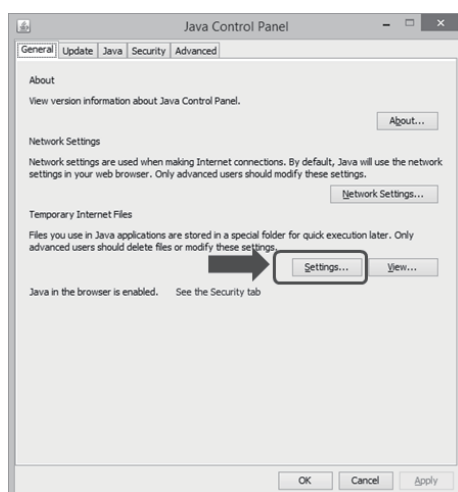 Java Control Panel
General Update Java Security Advanced
About
View version information about Java Control Panel.
About...
Network Settings
Network settings are used when making Internet connections. By default, Java will use the network
settings in your web browser. Only advanced users should modify these settings.
Network Settings...
Temporary Internet Files
Files you use in Java applications are stored in a special folder for quick execution later. Only
advanced users should delete files or modify these settings.
Settings... View...
Java in the browser is enabled. See the Security tab
OK Cancel Apply